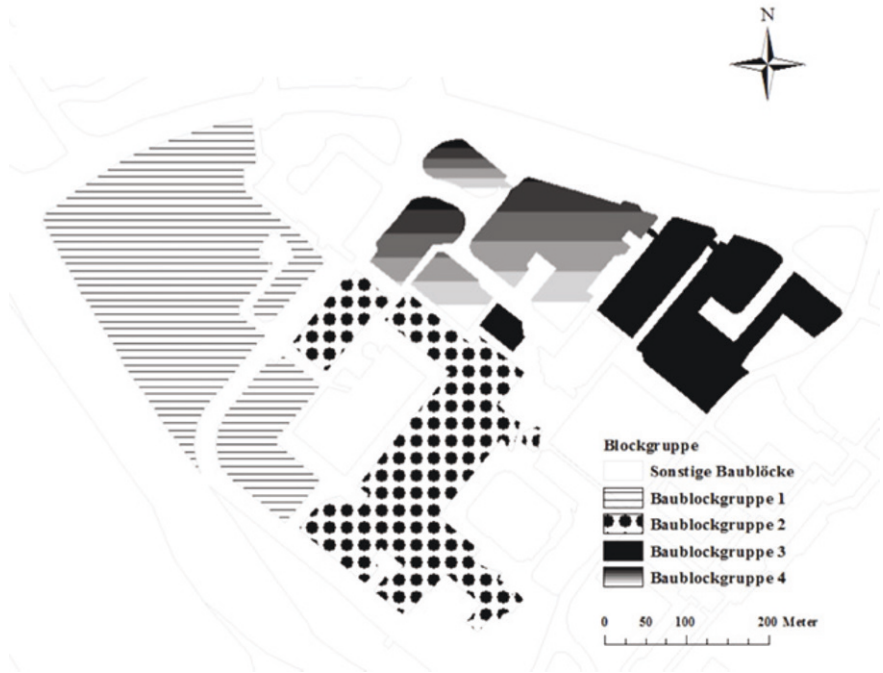 N
Blockgruppe
Sonstige Baublöcke
Baublockgruppe 1
Baublockgruppe 2
Baublockgruppe 3
Baublockgruppe 4
0 50 100 200 Meter